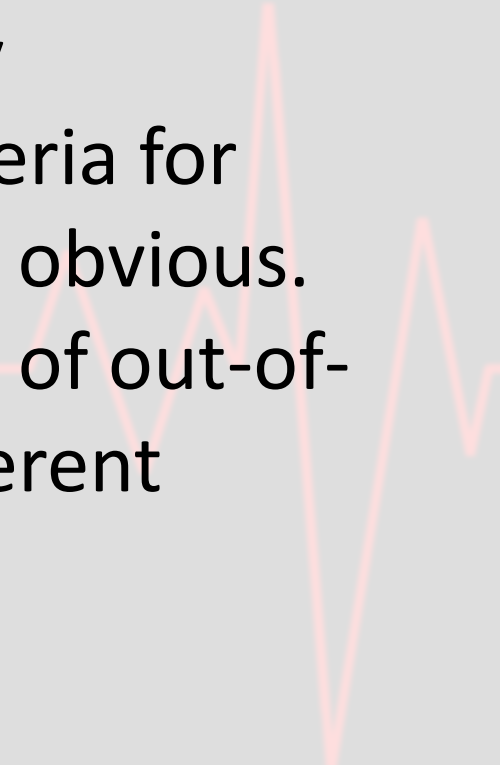 eria for
obvious.
of out-of-
erent